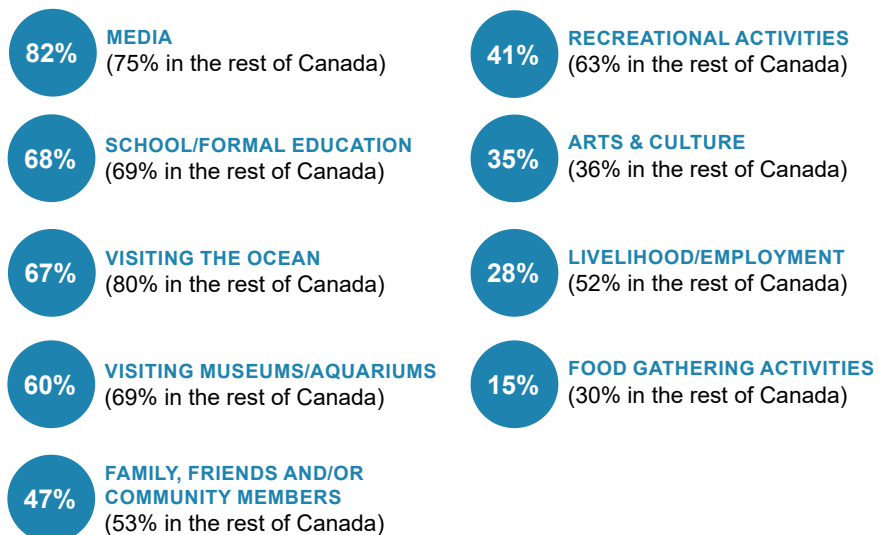 82%
MEDIA
(75% in the rest of Canada)
68%
SCHOOL/FORMAL EDUCATION
(69% in the rest of Canada)
67%
VISITING THE OCEAN
(80% in the rest of Canada)
60%
VISITING MUSEUMS/AQUARIUMS
(69% in the rest of Canada)
47%
FAMILY, FRIENDS AND/OR
COMMUNITY MEMBERS
(53% in the rest of Canada)
41%
RECREATIONAL ACTIVITIES
(63% in the rest of Canada)
35%
ARTS & CULTURE
(36% in the rest of Canada)
28%
LIVELIHOOD/EMPLOYMENT
(52% in the rest of Canada)
15%
FOOD GATHERING ACTIVITIES
(30% in the rest of Canada)